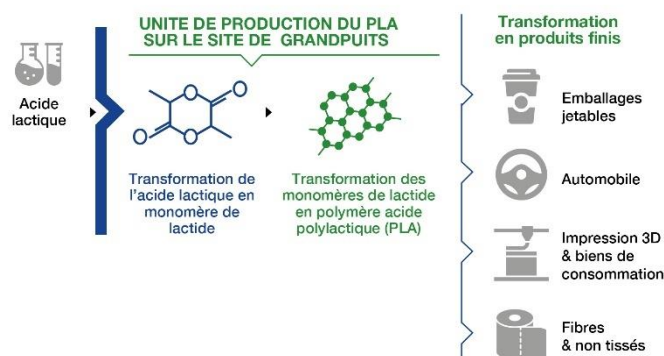 UNITE DE PRODUCTION DU PLA
SUR LE SITE DE GRANDPUITS
Transformation
en produits finis
Acide
lactique
O
O
O
O
Transformation de
l'acide lactique en
monomère de
lactide
Transformation des
monomères de lactide
en polymère acide
polylactique (PLA)
Emballages
jetables
Automobile
Impression 3D
& biens de
consommation
Fibres
& non tissés